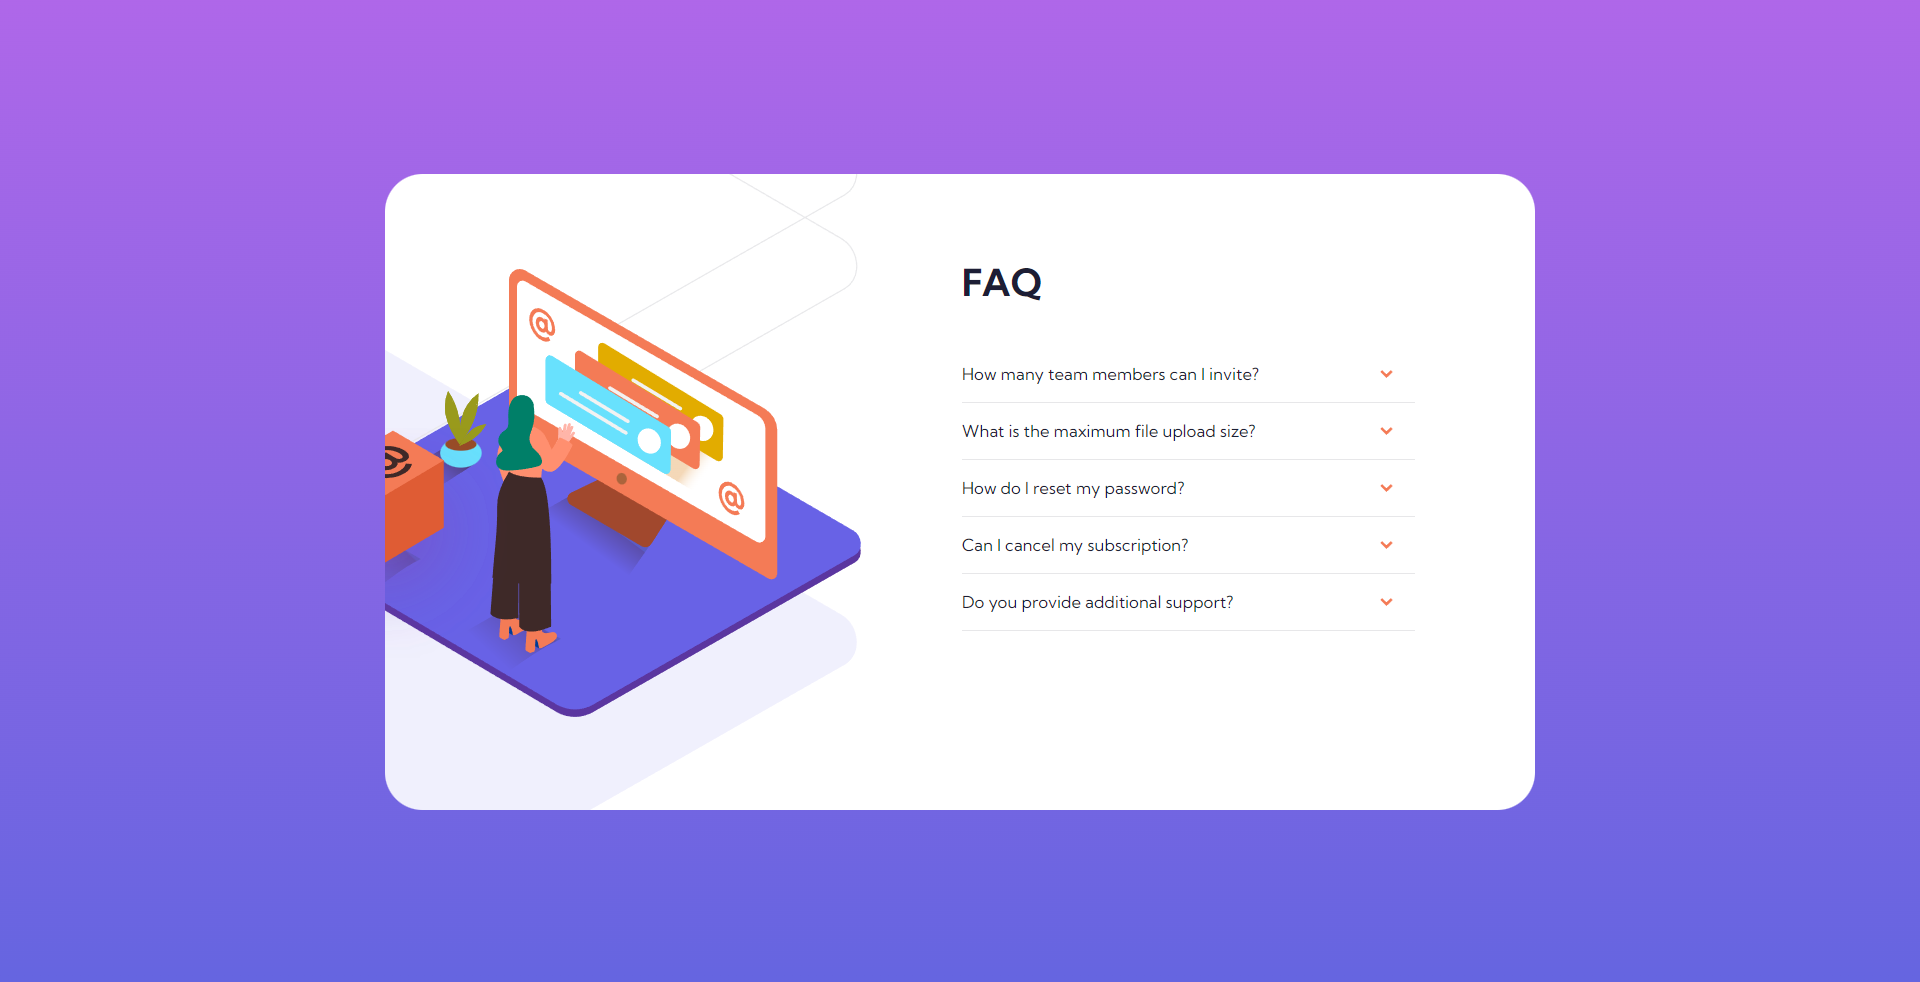 FAQ
How many team members can I invite?
What is the maximum file upload size?
How do I reset my password?
Can I cancel my subscription?
Do you provide additional support?
@
@
@